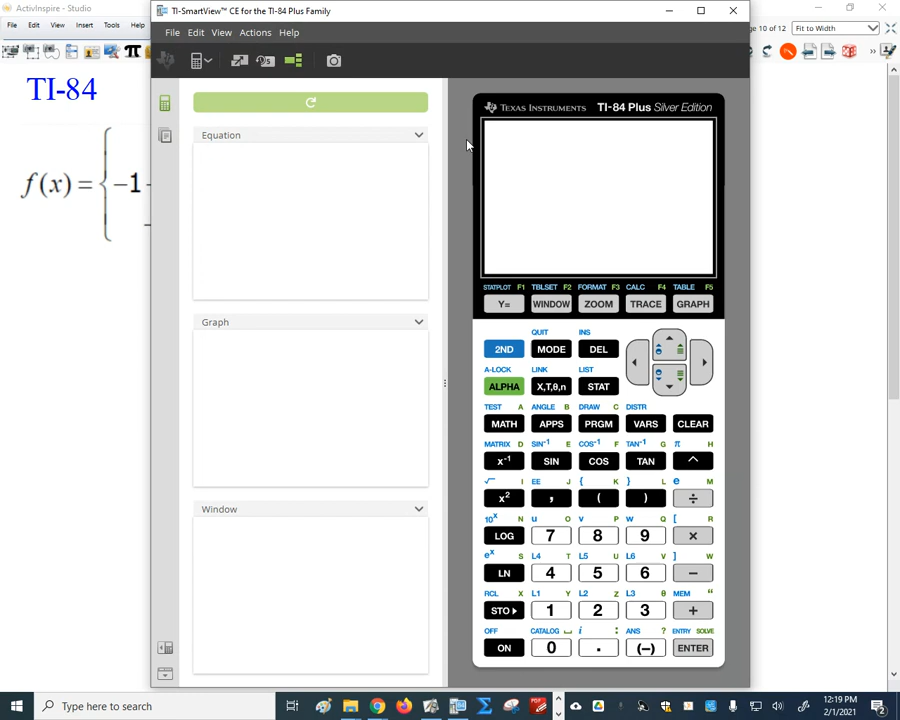 ActivInspire - Studio
TI-SmartView™ CE for the TI-84 Plus Family
File Edit View Insert Tools Help
File Edit View Actions Help
Page 10 of 12
Fit to Width
TI-84
f(x) = { -1
Equation
Graph
Window
TEXAS INSTRUMENTS TI-84 Plus Silver Edition
STATPLOT F1 TBLSET F2 FORMAT F3 CALC F4 TABLE F5
Y= WINDOW ZOOM TRACE GRAPH
QUIT INS
2ND MODE DEL
A-LOCK LINK LIST
ALPHA X,T,θ,n STAT
TEST A ANGLE B DRAW C DISTR
MATH APPS PRGM VARS CLEAR
MATRIX D SIN⁻¹ E COS⁻¹ F TAN⁻¹ G π H
x⁻¹ SIN COS TAN ^
√ I EE J { K } L e M
x² , ( ) ÷
10ˣ N u O v P w Q [ R
LOG 7 8 9 ×
eˣ S L4 T L5 U L6 V ] W
LN 4 5 6 −
RCL X L1 Y L2 Z L3 θ MEM "
STO▸ 1 2 3 +
OFF CATALOG ␣ i : ANS ? ENTRY SOLVE
ON 0 . (−) ENTER
Type here to search
12:19 PM
2/1/2021
2